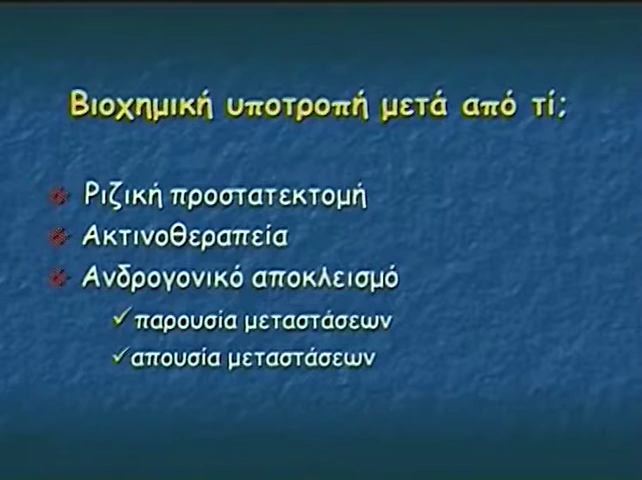 Βιοχημική υποτροπή μετά από τί;
Ριζική προστατεκτομή
Ακτινοθεραπεία
Ανδρογονικό αποκλεισμό
παρουσία μεταστάσεων
απουσία μεταστάσεων